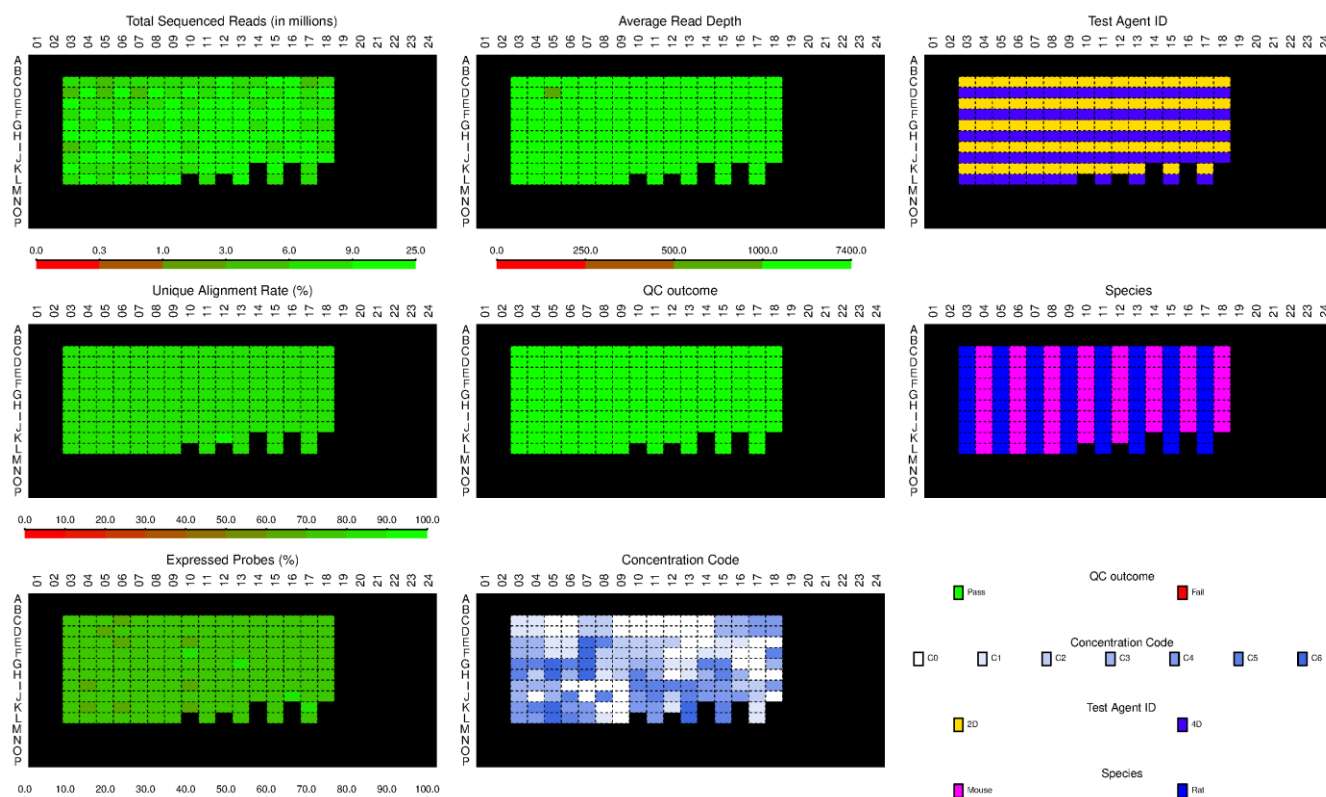 Total Sequenced Reads (in millions)
01 02 03 04 05 06 07 08 09 10 11 12 13 14 15 16 17 18 19 20 21 22 23 24
A
B
C
D
E
F
G
H
I
J
K
L
M
N
O
P
0.0 0.3 1.0 3.0 6.0 9.0 25.0
Average Read Depth
01 02 03 04 05 06 07 08 09 10 11 12 13 14 15 16 17 18 19 20 21 22 23 24
A
B
C
D
E
F
G
H
I
J
K
L
M
N
O
P
0.0 250.0 500.0 1000.0 7400.0
Test Agent ID
01 02 03 04 05 06 07 08 09 10 11 12 13 14 15 16 17 18 19 20 21 22 23 24
A
B
C
D
E
F
G
H
I
J
K
L
M
N
O
P
Unique Alignment Rate (%)
01 02 03 04 05 06 07 08 09 10 11 12 13 14 15 16 17 18 19 20 21 22 23 24
A
B
C
D
E
F
G
H
I
J
K
L
M
N
O
P
0.0 10.0 20.0 30.0 40.0 50.0 60.0 70.0 80.0 90.0 100.0
QC outcome
01 02 03 04 05 06 07 08 09 10 11 12 13 14 15 16 17 18 19 20 21 22 23 24
A
B
C
D
E
F
G
H
I
J
K
L
M
N
O
P
Species
01 02 03 04 05 06 07 08 09 10 11 12 13 14 15 16 17 18 19 20 21 22 23 24
A
B
C
D
E
F
G
H
I
J
K
L
M
N
O
P
Expressed Probes (%)
01 02 03 04 05 06 07 08 09 10 11 12 13 14 15 16 17 18 19 20 21 22 23 24
A
B
C
D
E
F
G
H
I
J
K
L
M
N
O
P
0.0 10.0 20.0 30.0 40.0 50.0 60.0 70.0 80.0 90.0 100.0
Concentration Code
01 02 03 04 05 06 07 08 09 10 11 12 13 14 15 16 17 18 19 20 21 22 23 24
A
B
C
D
E
F
G
H
I
J
K
L
M
N
O
P
QC outcome
Pass Fail
Concentration Code
C0 C1 C2 C3 C4 C5 C6
Test Agent ID
2D 4D
Species
Mouse Rat